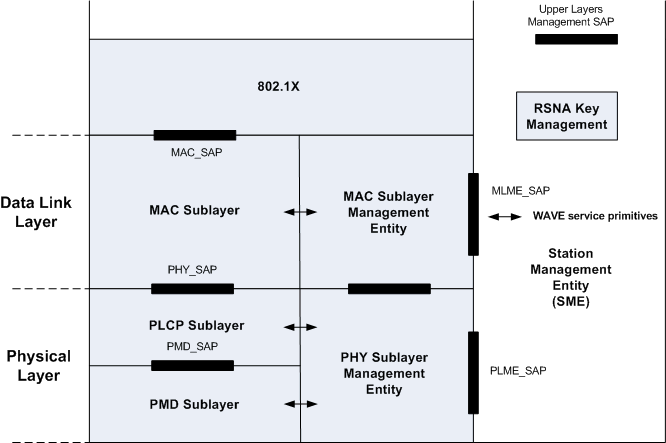 Upper Layers
Management SAP
802.1X
RSNA Key
Management
MAC_SAP
Data Link
Layer
MAC Sublayer
MAC Sublayer
Management
Entity
MLME_SAP
WAVE service primitives
Station
Management
Entity
(SME)
PHY_SAP
PLCP Sublayer
PMD_SAP
Physical
Layer
PHY Sublayer
Management
Entity
PLME_SAP
PMD Sublayer